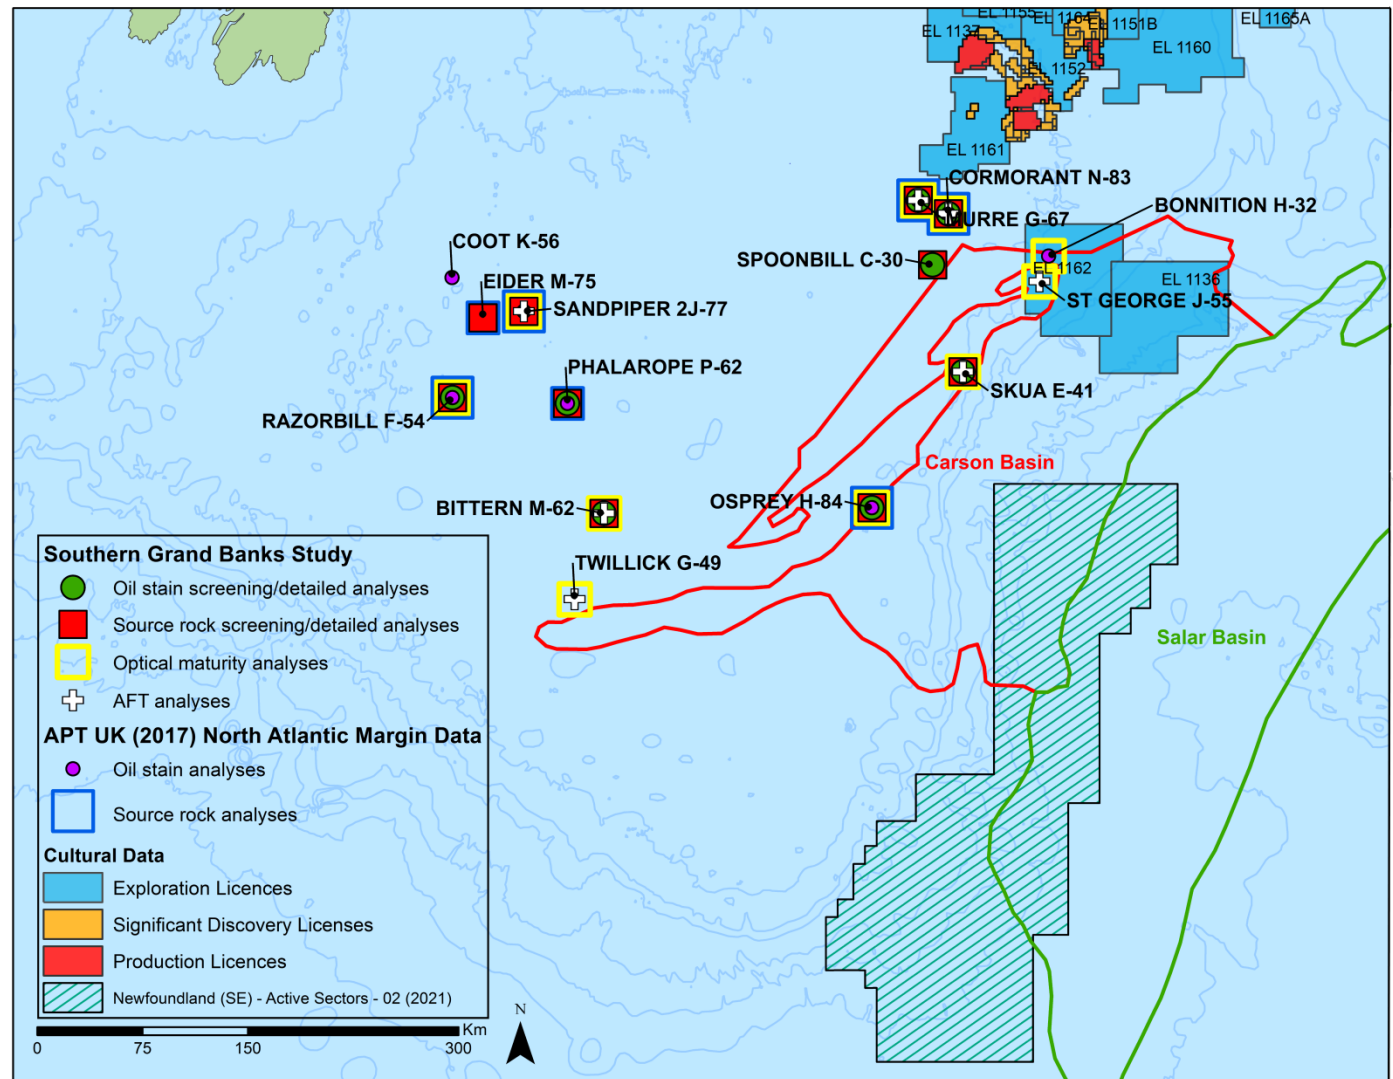 EL 1155
EL 1164
EL 1151B
EL 1165A
EL 1137
EL 1160
EL 1152
EL 1161
CORMORANT N-83
MURRE G-67
BONNITION H-32
COOT K-56
SPOONBILL C-30
EL 1162
EIDER M-75
EL 1136
SANDPIPER 2J-77
ST GEORGE J-55
PHALAROPE P-62
SKUA E-41
RAZORBILL F-54
Carson Basin
OSPREY H-84
BITTERN M-62
TWILLICK G-49
Salar Basin
Southern Grand Banks Study
Oil stain screening/detailed analyses
Source rock screening/detailed analyses
Optical maturity analyses
AFT analyses
APT UK (2017) North Atlantic Margin Data
Oil stain analyses
Source rock analyses
Cultural Data
Exploration Licences
Significant Discovery Licenses
Production Licences
Newfoundland (SE) - Active Sectors - 02 (2021)
Km
0 75 150 300
N